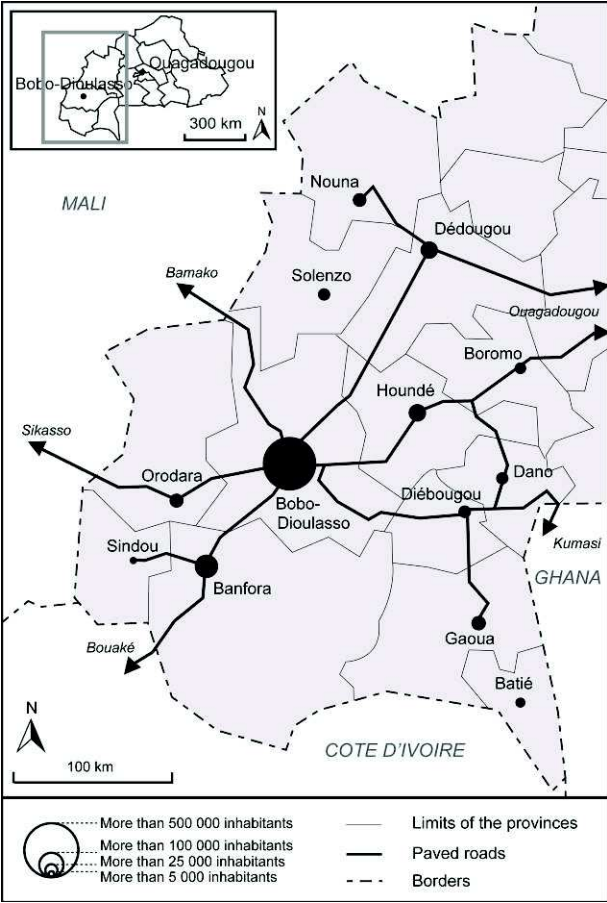 Ouagadougou
Bobo-Dioulasso
300 km
N
MALI
Nouna
Dédougou
Solenzo
Bamako
Ouagadougou
Boromo
Houndé
Sikasso
Orodara
Bobo-
Dioulasso
Diébougou
Dano
Kumasi
Sindou
Banfora
GHANA
Gaoua
Bouaké
Batié
N
COTE D'IVOIRE
100 km
More than 500 000 inhabitants
More than 100 000 inhabitants
More than 25 000 inhabitants
More than 5 000 inhabitants
Limits of the provinces
Paved roads
Borders